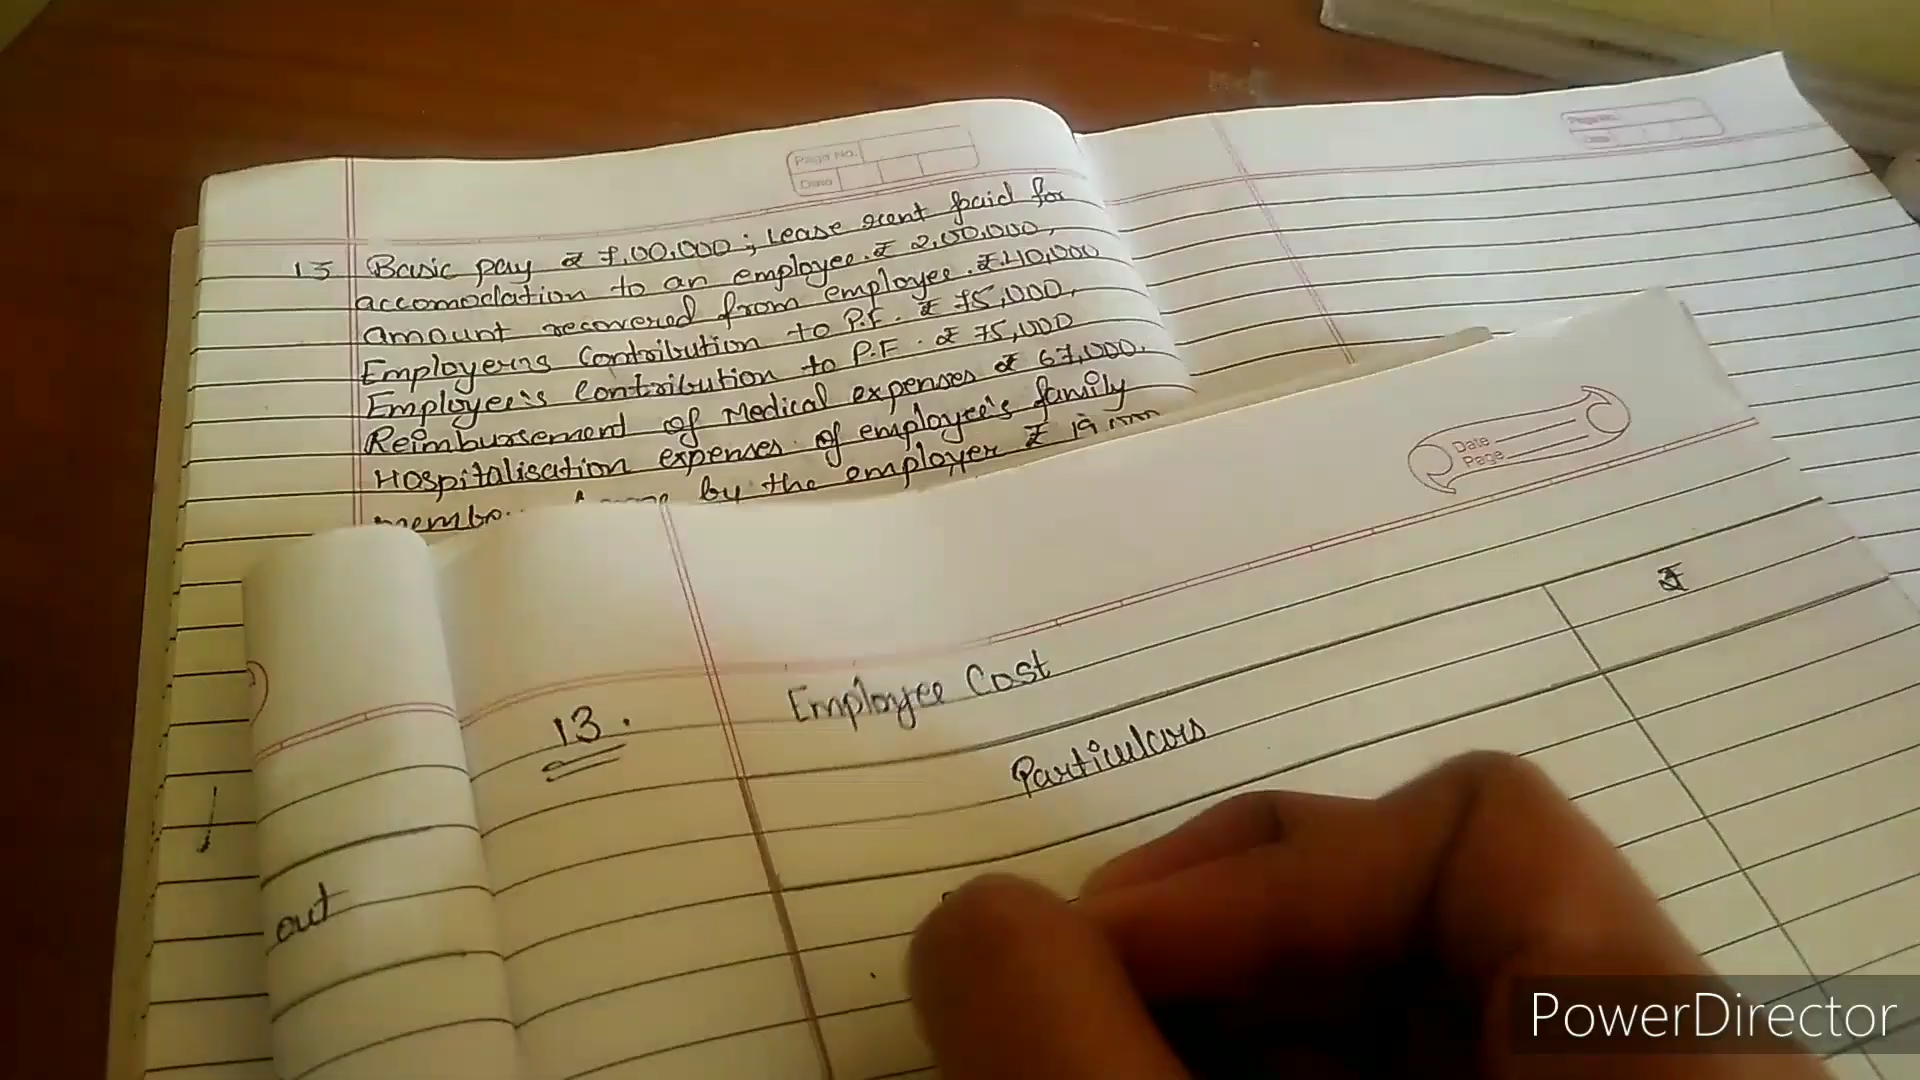 Page No.
Date
13 Basic pay ₹ 7,00,000 ; Lease rent paid for
accomodation to an employee. ₹ 2,00,000,
amount recovered from employee. ₹ 40,000
Contribution to P.F. ₹ 75,000,
Employee's Contribution to P.F. ₹ 75,000
Reimbursement of Medical expenses ₹ 67,000.
Hospitalisation expenses of employee's family
by the employer ₹ 19
Date
Page
₹
13. Employee Cost
Particulars
out
PowerDirector